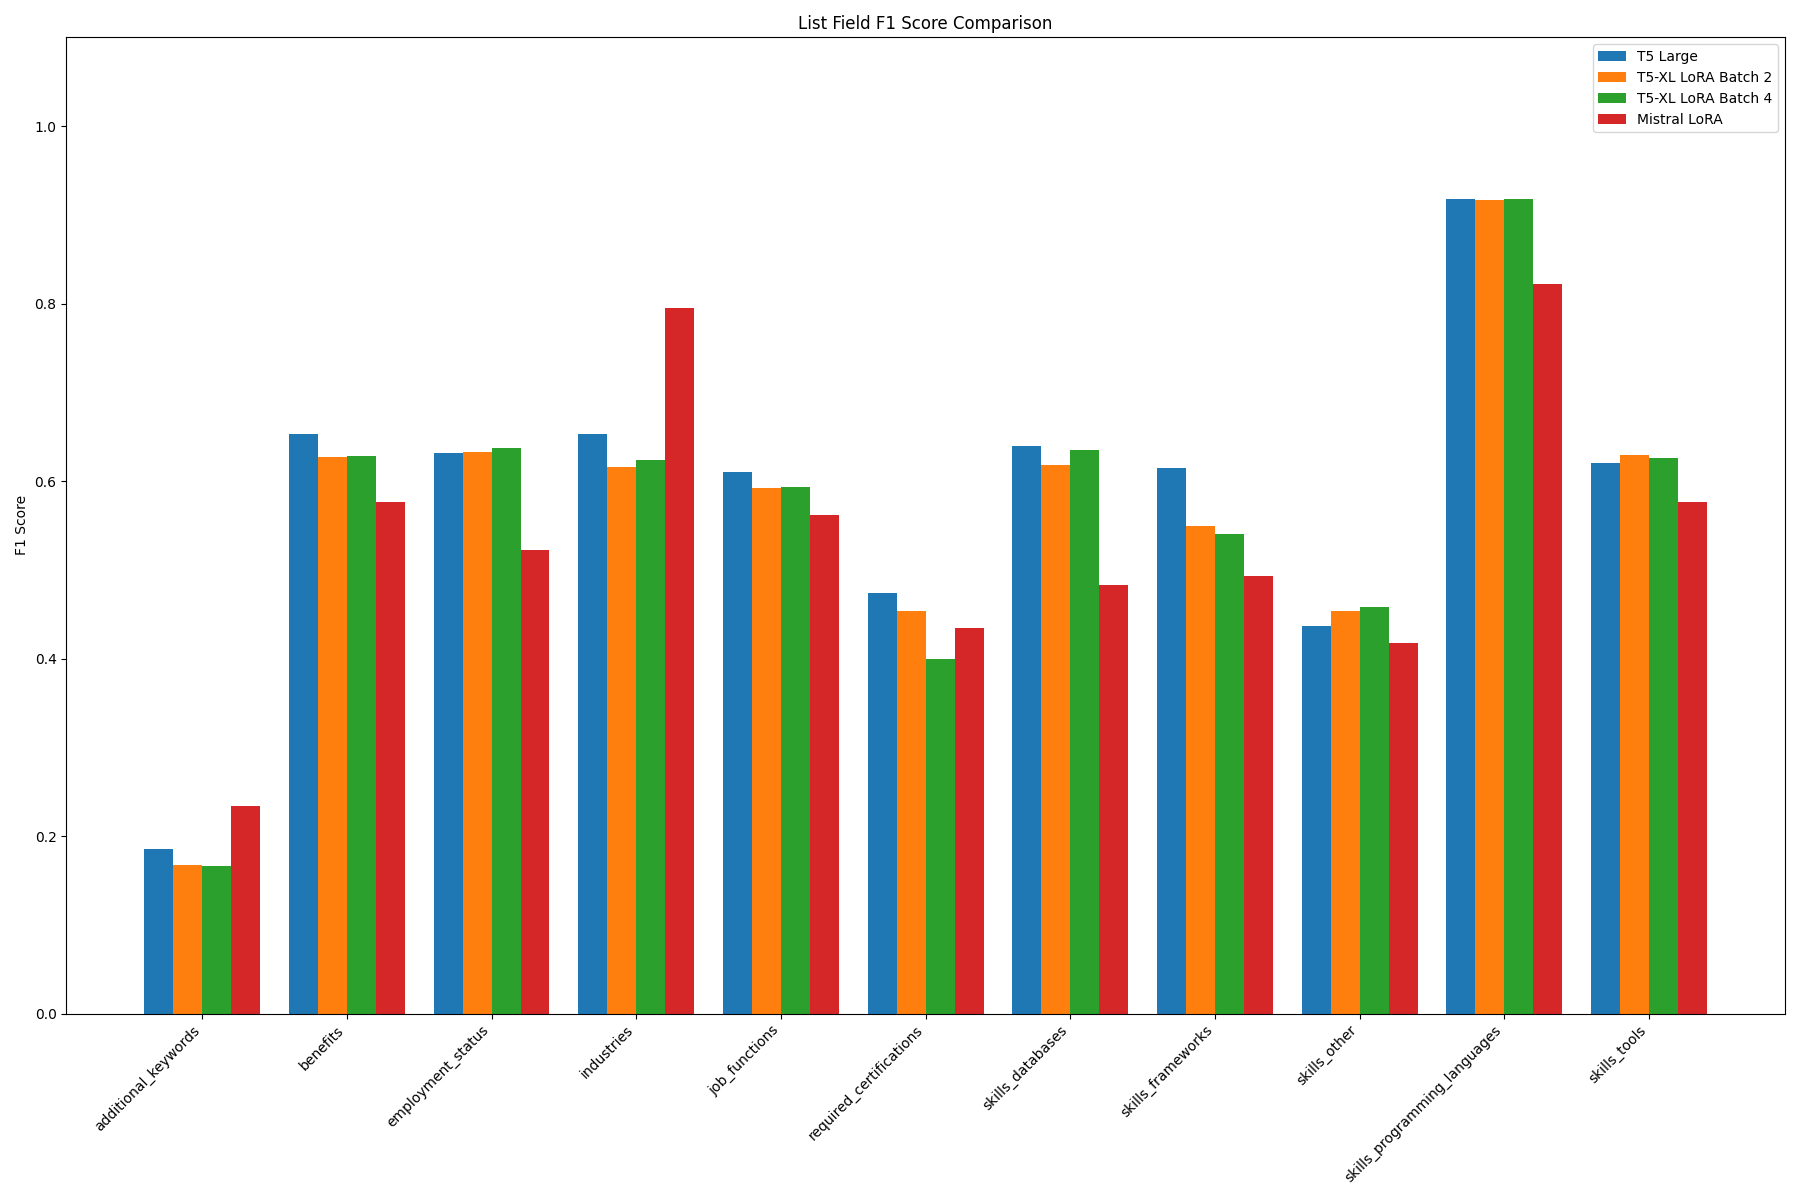 List Field F1 Score Comparison
T5 Large
T5-XL LoRA Batch 2
T5-XL LoRA Batch 4
Mistral LoRA
F1 Score
1.0
0.8
0.6
0.4
0.2
0.0
additional_keywords
benefits
employment_status
industries
job_functions
required_certifications
skills_databases
skills_frameworks
skills_other
skills_programming_languages
skills_tools